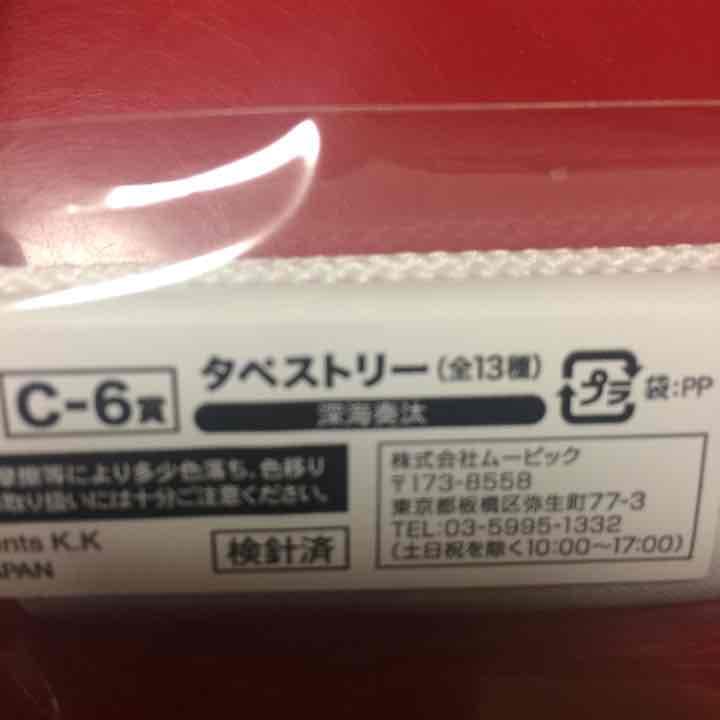 C-6賞
タペストリー(全13種)
深海奏汰
プラ
袋:PP
摩擦等により多少色落ち、色移り
取り扱いには十分ご注意ください。
nts K.K
APAN
検針済
株式会社ムービック
〒173-8558
東京都板橋区弥生町77-3
TEL:03-5995-1332
(土日祝を除く10:00〜17:00)